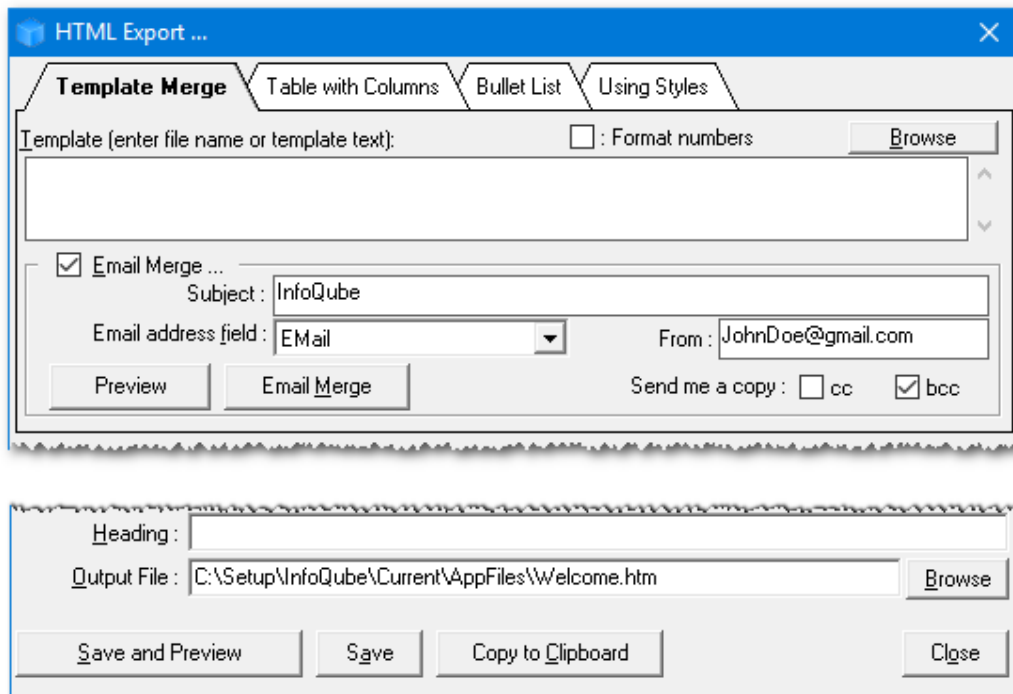 HTML Export ...
Template Merge Table with Columns Bullet List Using Styles
Template (enter file name or template text): : Format numbers Browse
Email Merge ...
Subject : InfoQube
Email address field : EMail From : JohnDoe@gmail.com
Preview Email Merge Send me a copy : cc bcc
Heading :
Output File : C:\Setup\InfoQube\Current\AppFiles\Welcome.htm Browse
Save and Preview Save Copy to Clipboard Close